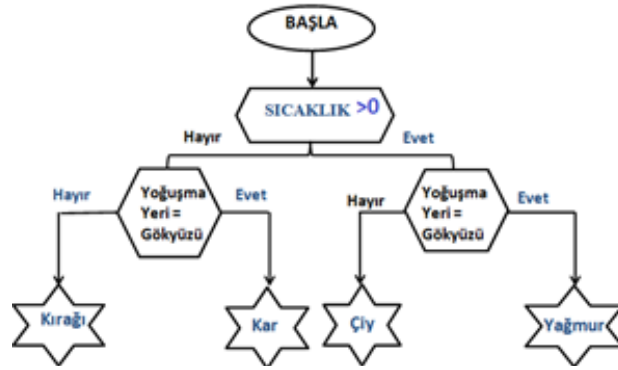 BAŞLA
SICAKLIK >0
Hayır
Evet
Hayır
Yoğuşma
Yeri =
Gökyüzü
Evet
Hayır
Yoğuşma
Yeri =
Gökyüzü
Evet
Kırağı
Kar
Çiy
Yağmur